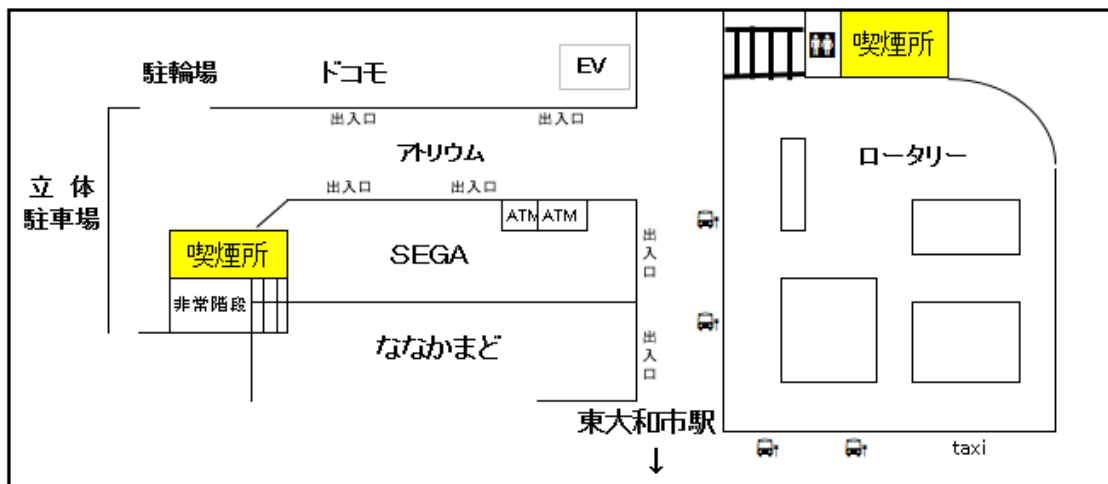 喫煙所
駐輪場
ドコモ
EV
出入口
出入口
アトリウム
ロータリー
立 体
駐車場
出入口
出入口
ATM
ATM
喫煙所
SEGA
出入口
非常階段
ななかまど
出入口
東大和市駅
↓
taxi